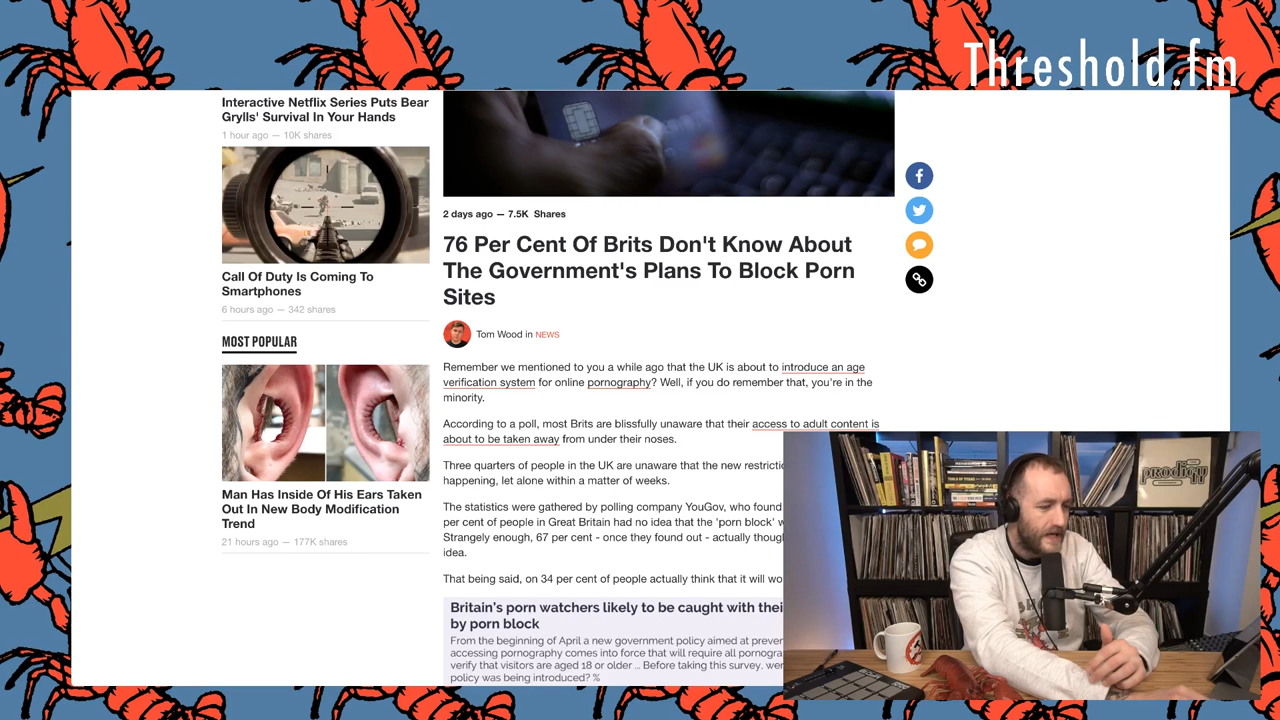 Threshold.fm
Interactive Netflix Series Puts Bear
Grylls' Survival In Your Hands
1 hour ago — 10K shares
Call Of Duty Is Coming To
Smartphones
6 hours ago — 342 shares
MOST POPULAR
Man Has Inside Of His Ears Taken
Out In New Body Modification
Trend
21 hours ago — 177K shares
2 days ago — 7.5K Shares
76 Per Cent Of Brits Don't Know About
The Government's Plans To Block Porn
Sites
Tom Wood in NEWS
Remember we mentioned to you a while ago that the UK is about to introduce an age
verification system for online pornography? Well, if you do remember that, you're in the
minority.
According to a poll, most Brits are blissfully unaware that their access to adult content is
about to be taken away from under their noses.
Three quarters of people in the UK are unaware that the new
happening, let alone within a matter of weeks.
The statistics were gathered by polling company YouGov, who found
per cent of people in Great Britain had no idea that the 'porn block'
Strangely enough, 67 per cent - once they found out - actually
idea.
That being said, on 34 per cent of people actually think that it will
Britain's porn watchers likely to be caught with
by porn block
From the beginning of April a new government policy aimed at
accessing pornography comes into force that will require all
verify that visitors are aged 18 or older ... Before taking this survey,
policy was being introduced? %
prodigy